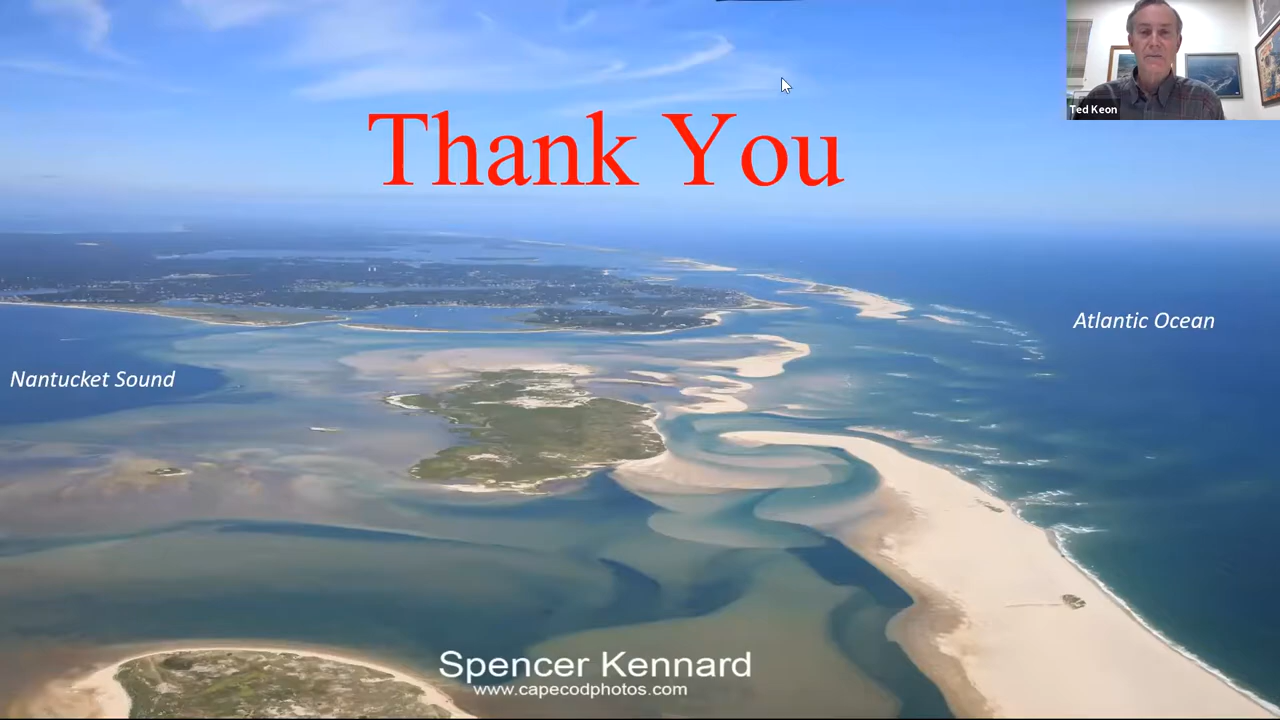 Ted Keon
Thank You
Atlantic Ocean
Nantucket Sound
Spencer Kennard
www.capecodphotos.com